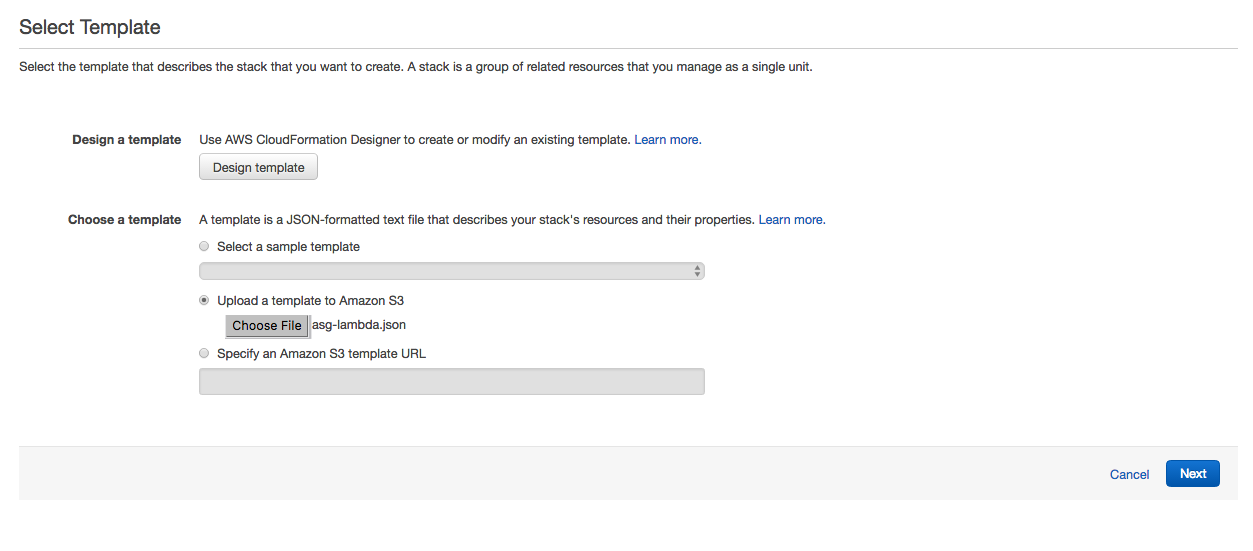 Select Template
Select the template that describes the stack that you want to create. A stack is a group of related resources that you manage as a single unit.
Design a template Use AWS CloudFormation Designer to create or modify an existing template. Learn more.
Design template
Choose a template A template is a JSON-formatted text file that describes your stack's resources and their properties. Learn more.
Select a sample template
Upload a template to Amazon S3
Choose File asg-lambda.json
Specify an Amazon S3 template URL
Cancel Next